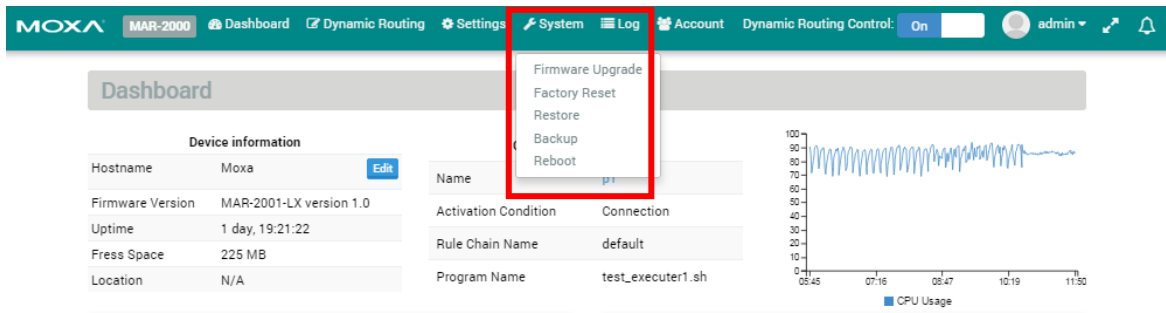 MOXA MAR-2000 Dashboard Dynamic Routing Settings System Log Account Dynamic Routing Control: On admin
Firmware Upgrade
Factory Reset
Restore
Backup
Reboot
Dashboard
Device information
Hostname Moxa Edit
Firmware Version MAR-2001-LX version 1.0
Uptime 1 day, 19:21:22
Fress Space 225 MB
Location N/A
Name p1
Activation Condition Connection
Rule Chain Name default
Program Name test_executer1.sh
100
90
80
70
60
50
40
30
20
10
0
05:45 07:16 08:47 10:19 11:50
CPU Usage